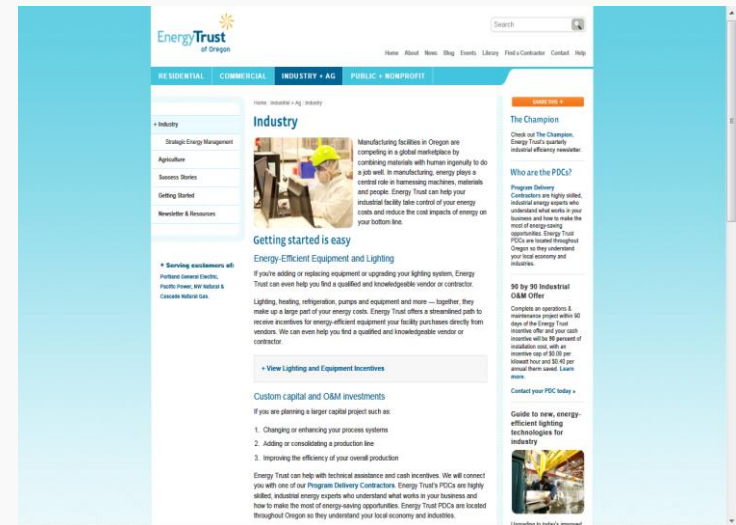 EnergyTrust
of Oregon
Search
Home About News Blog Events Library Find a Contractor Contact Help
RESIDENTIAL COMMERCIAL INDUSTRY + AG PUBLIC + NONPROFIT
Home : Industrial + Ag : Industry
+ Industry
Strategic Energy Management
Agriculture
Success Stories
Getting Started
Newsletter & Resources
+ Serving customers of:
Portland General Electric,
Pacific Power, NW Natural &
Cascade Natural Gas.
Industry
Manufacturing facilities in Oregon are
competing in a global marketplace by
combining materials with human ingenuity to do
a job well. In manufacturing, energy plays a
central role in harnessing machines, materials
and people. Energy Trust can help your
industrial facility take control of your energy
costs and reduce the cost impacts of energy on
your bottom line.
Getting started is easy
Energy-Efficient Equipment and Lighting
If you're adding or replacing equipment or upgrading your lighting system, Energy
Trust can even help you find a qualified and knowledgeable vendor or contractor.
Lighting, heating, refrigeration, pumps and equipment and more — together, they
make up a large part of your energy costs. Energy Trust offers a streamlined path to
receive incentives for energy-efficient equipment your facility purchases directly from
vendors. We can even help you find a qualified and knowledgeable vendor or
contractor.
+ View Lighting and Equipment Incentives
Custom capital and O&M investments
If you are planning a larger capital project such as:
1. Changing or enhancing your process systems
2. Adding or consolidating a production line
3. Improving the efficiency of your overall production
Energy Trust can help with technical assistance and cash incentives. We will connect
you with one of our Program Delivery Contractors. Energy Trust's PDCs are highly
skilled, industrial energy experts who understand what works in your business and
how to make the most of energy-saving opportunities. Energy Trust PDCs are located
throughout Oregon so they understand your local economy and industries.
SHARE THIS +
The Champion
Check out The Champion,
Energy Trust's quarterly
industrial efficiency newsletter.
Who are the PDCs?
Program Delivery
Contractors are highly skilled,
industrial energy experts who
understand what works in your
business and how to make the
most of energy-saving
opportunities. Energy Trust
PDCs are located throughout
Oregon so they understand
your local economy and
industries.
90 by 90 Industrial
O&M Offer
Complete an operations &
maintenance project within 90
days of the Energy Trust
incentive offer and your cash
incentive will be 90 percent of
installation cost, with an
incentive cap of $0.08 per
kilowatt hour and $0.40 per
annual therm saved. Learn
more.
Contact your PDC today »
Guide to new, energy-
efficient lighting
technologies for
industry